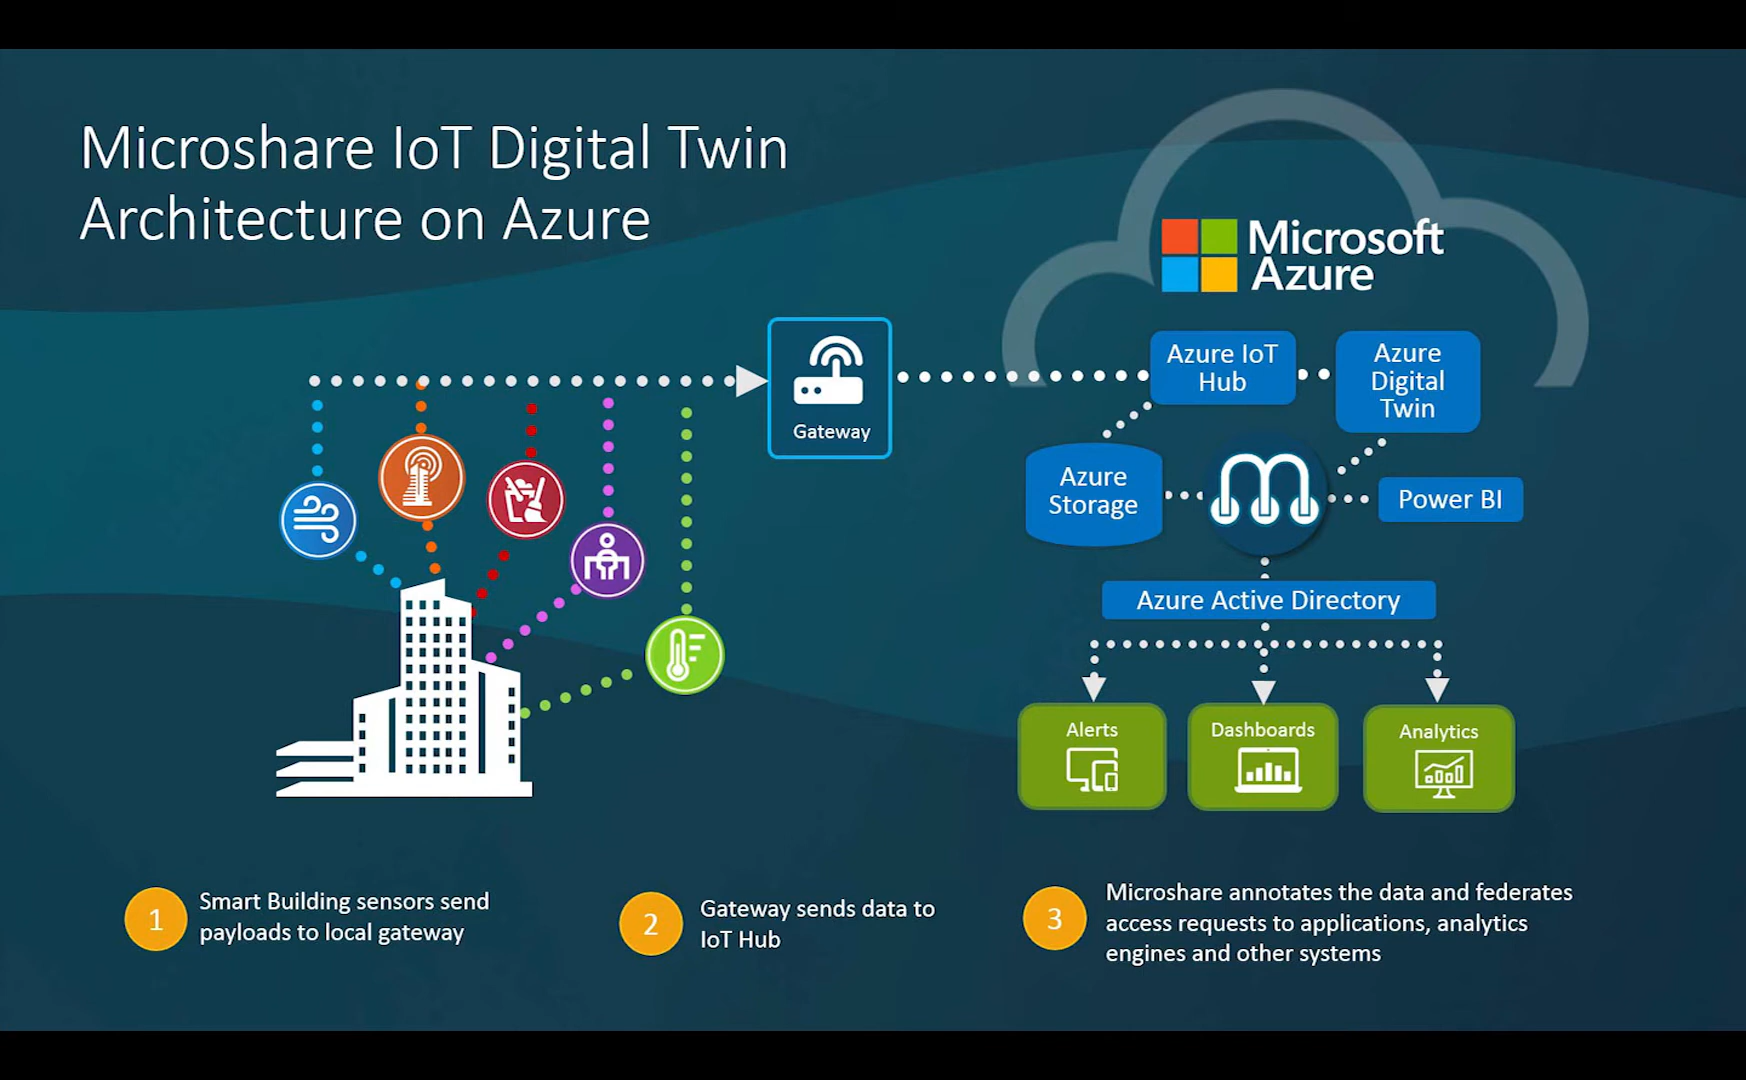 Microshare IoT Digital Twin
Architecture on Azure
Microsoft
Azure
Gateway
Azure IoT
Hub
Azure
Digital
Twin
Azure
Storage
Power BI
Azure Active Directory
Alerts
Dashboards
Analytics
1
Smart Building sensors send
payloads to local gateway
2
Gateway sends data to
IoT Hub
3
Microshare annotates the data and federates
access requests to applications, analytics
engines and other systems